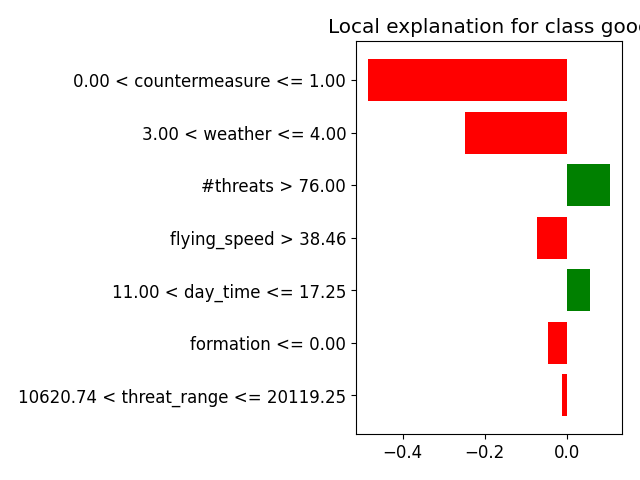 Local explanation for class good
0.00 < countermeasure <= 1.00
3.00 < weather <= 4.00
#threats > 76.00
flying_speed > 38.46
11.00 < day_time <= 17.25
formation <= 0.00
10620.74 < threat_range <= 20119.25
−0.4 −0.2 0.0